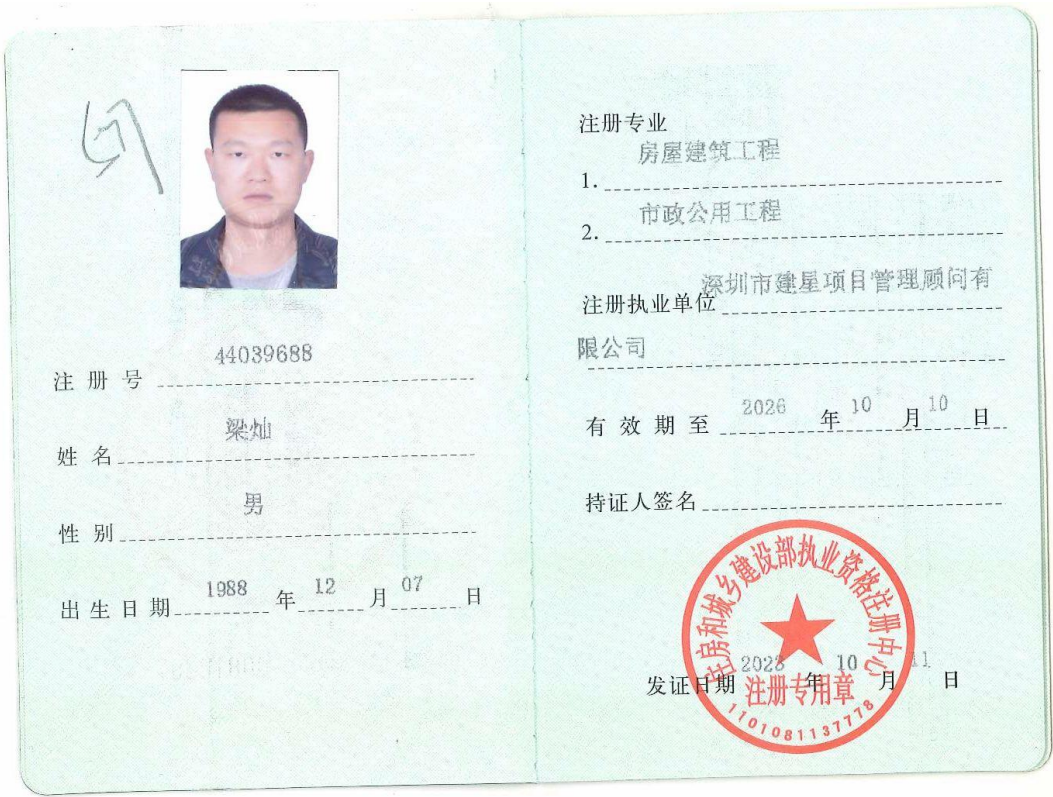 注册号 44039688
姓名 梁灿
性别 男
出生日期 1988 年 12 月 07 日
注册专业
1. 房屋建筑工程
2. 市政公用工程
注册执业单位 深圳市建星项目管理顾问有
限公司
有效期至 2026 年 10 月 10 日
持证人签名
住房和城乡建设部执业资格注册中心
发证日期 2023 年 10 月 11 日
注册专用章
1101081137778